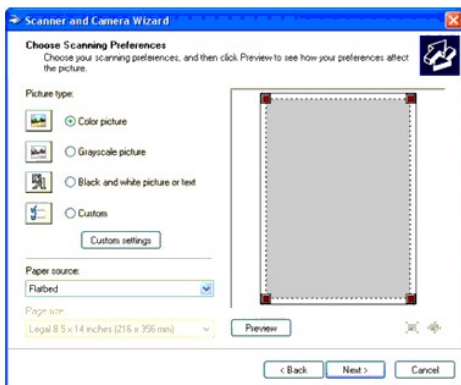 Scanner and Camera Wizard
Choose Scanning Preferences
Choose your scanning preferences, and then click Preview to see how your preferences affect
the picture.
Picture type:
Color picture
Grayscale picture
Black and white picture or text
Custom
Custom settings
Paper source:
Flatbed
Page size:
Legal 8.5 x 14 inches (216 x 356 mm)
Preview
< Back
Next >
Cancel